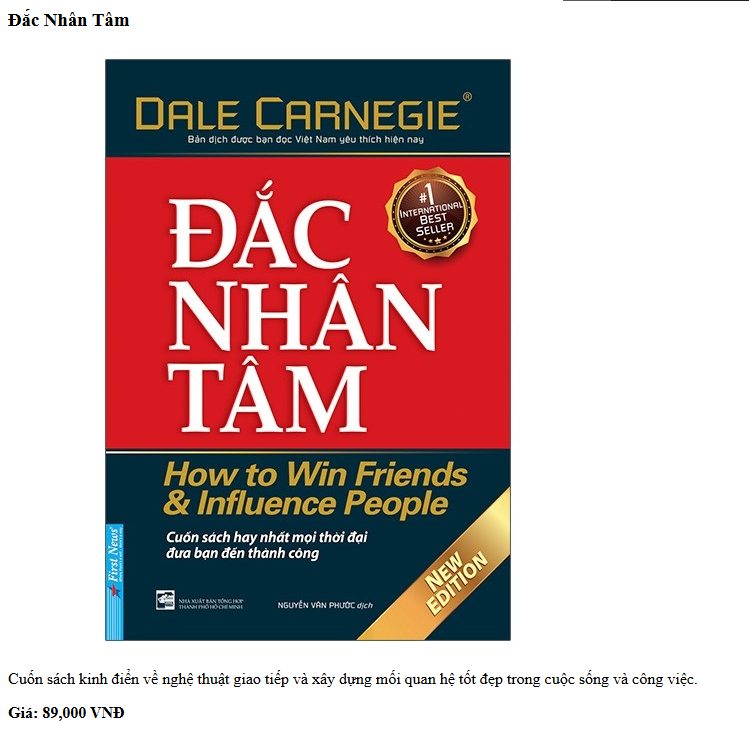 Đắc Nhân Tâm
DALE CARNEGIE®
Bản dịch được bạn đọc Việt Nam yêu thích hiện nay
#1
INTERNATIONAL
BEST
SELLER
ĐẮC
NHÂN
TÂM
How to Win Friends
& Influence People
Cuốn sách hay nhất mọi thời đại
đưa bạn đến thành công
NEW
EDITION
First News
NHÀ XUẤT BẢN TỔNG HỢP
THÀNH PHỐ HỒ CHÍ MINH
NGUYỄN VĂN PHƯỚC dịch
Cuốn sách kinh điển về nghệ thuật giao tiếp và xây dựng mối quan hệ tốt đẹp trong cuộc sống và công việc.
Giá: 89,000 VNĐ